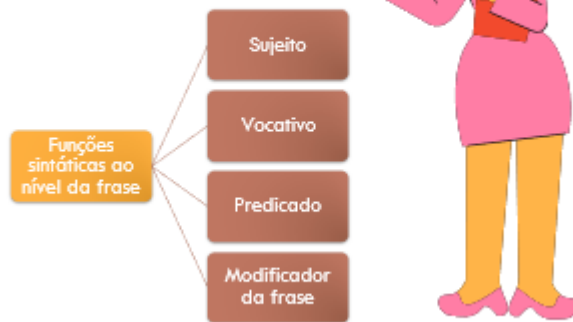 Funções
sintáticas ao
nível da frase
Sujeito
Vocativo
Predicado
Modificador
da frase